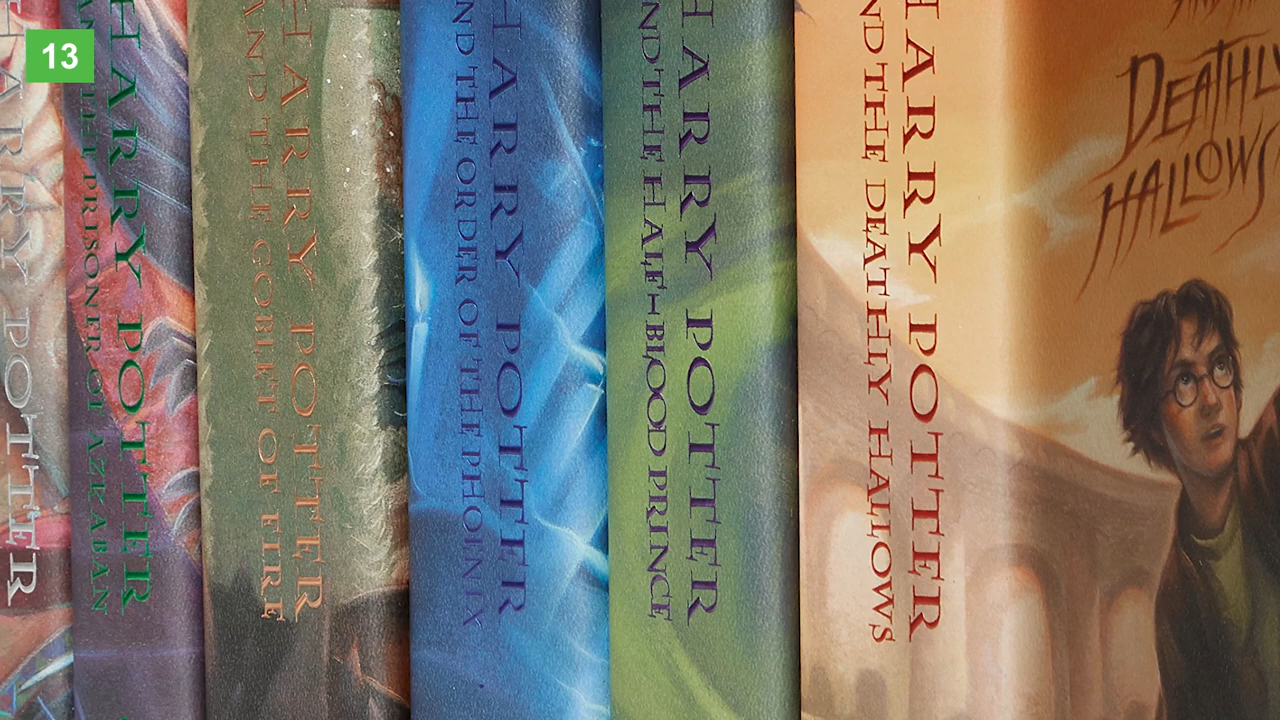 13
HARRY POTTER
HARRY POTTER
AND THE PRISONER OF AZKABAN
HARRY POTTER
AND THE GOBLET OF FIRE
HARRY POTTER
AND THE ORDER OF THE PHOENIX
HARRY POTTER
AND THE HALF-BLOOD PRINCE
HARRY POTTER
AND THE DEATHLY HALLOWS
DEATHLY
HALLOWS